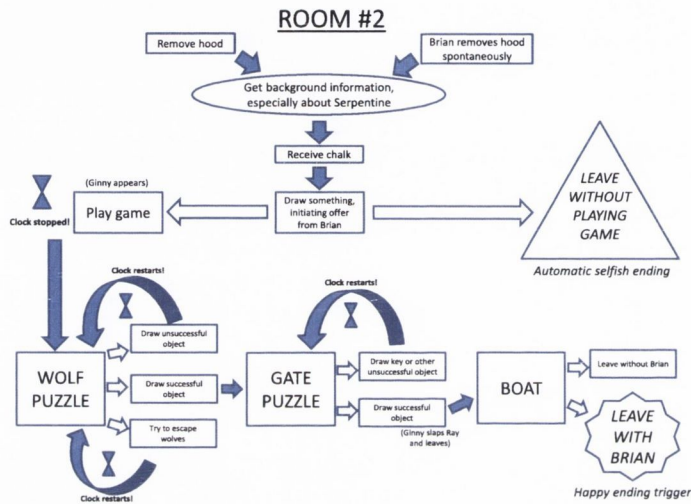 ROOM #2
Remove hood
Brian removes hood
spontaneously
Get background information,
especially about Serpentine
Receive chalk
(Ginny appears)
Clock stopped!
Play game
Draw something,
initiating offer
from Brian
LEAVE
WITHOUT
PLAYING
GAME
Automatic selfish ending
Clock restarts!
Clock restarts!
WOLF
PUZZLE
Draw unsuccessful
object
Draw successful
object
Try to escape
wolves
Clock restarts!
GATE
PUZZLE
Draw key or other
unsuccessful object
Draw successful
object
(Ginny slaps Ray
and leaves)
BOAT
Leave without Brian
LEAVE
WITH
BRIAN
Happy ending trigger